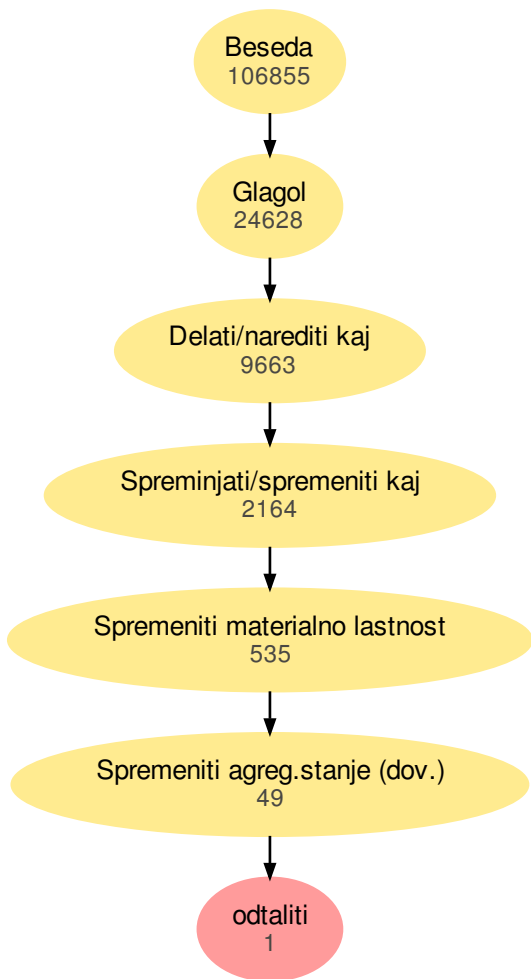 Beseda
106855
Glagol
24628
Delati/narediti kaj
9663
Spreminjati/spremeniti kaj
2164
Spremeniti materialno lastnost
535
Spremeniti agreg.stanje (dov.)
49
odtaliti
1